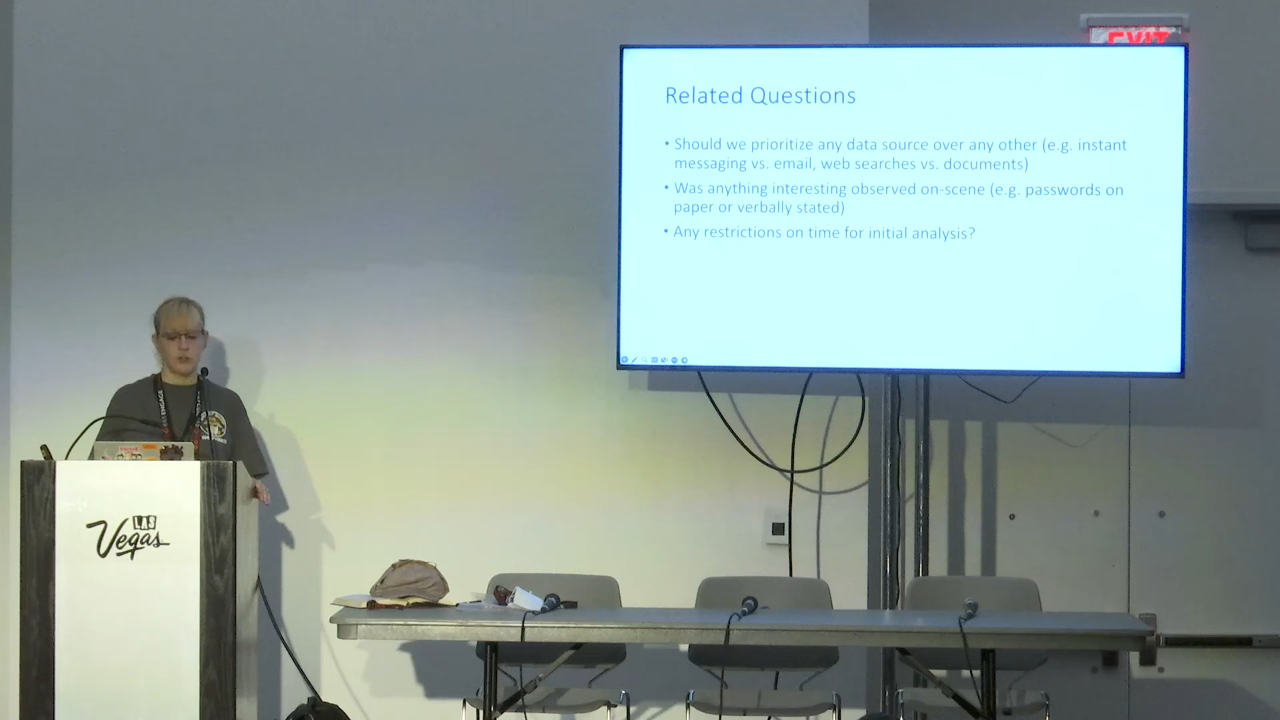 EXIT
Related Questions
• Should we prioritize any data source over any other (e.g. instant
messaging vs. email, web searches vs. documents)
• Was anything interesting observed on-scene (e.g. passwords on
paper or verbally stated)
• Any restrictions on time for initial analysis?
ENGAGE
LAS
Vegas